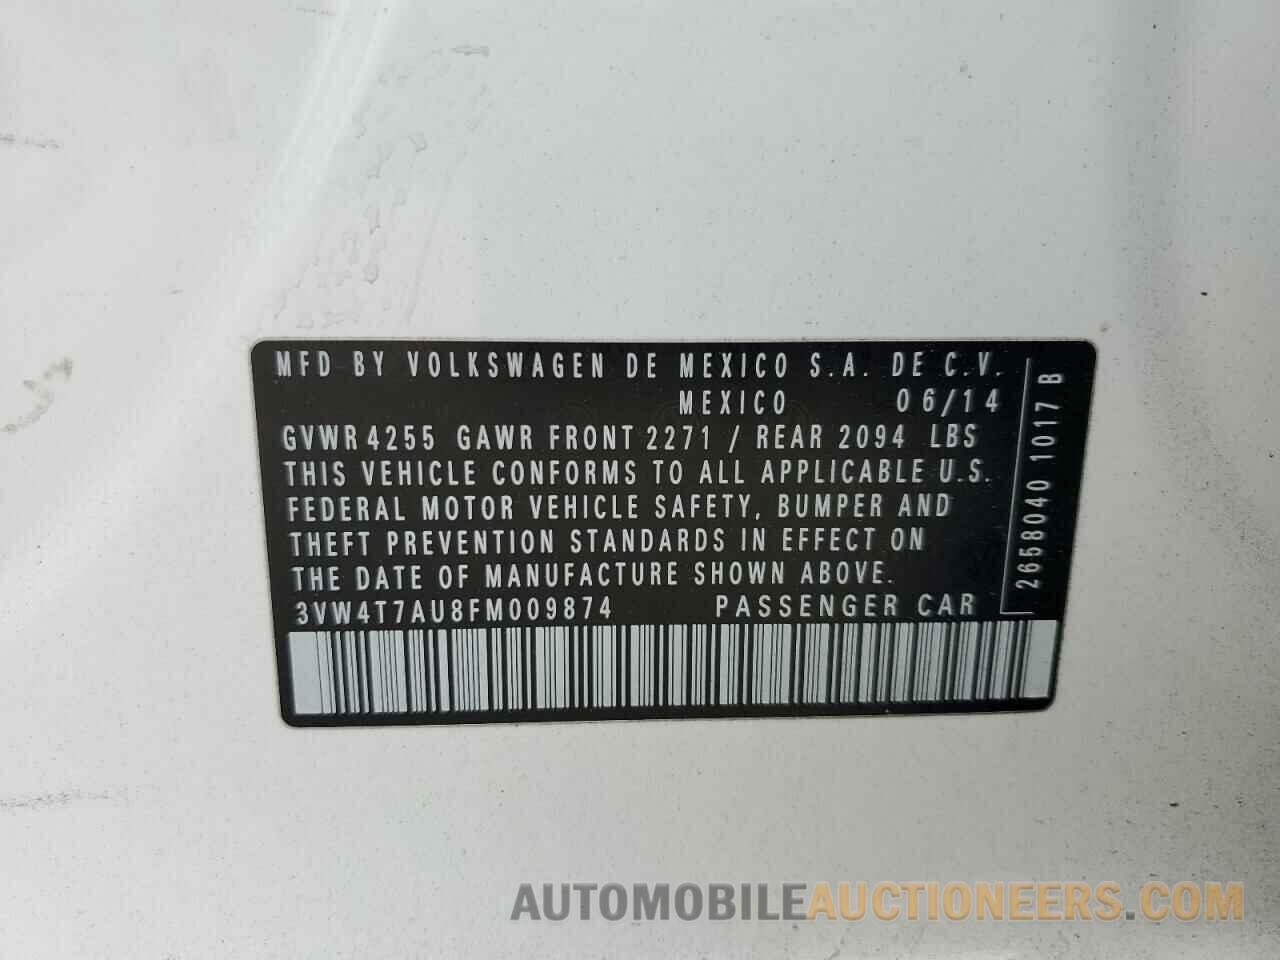 MFD BY VOLKSWAGEN DE MEXICO S.A. DE C.V.
MEXICO 06/14
GVWR 4255 GAWR FRONT 2271 / REAR 2094 LBS
THIS VEHICLE CONFORMS TO ALL APPLICABLE U.S.
FEDERAL MOTOR VEHICLE SAFETY, BUMPER AND
THEFT PREVENTION STANDARDS IN EFFECT ON
THE DATE OF MANUFACTURE SHOWN ABOVE.
3VW4T7AU8FM009874 PASSENGER CAR
2658040 1017 B
AUTOMOBILEAUCTIONEERS.COM